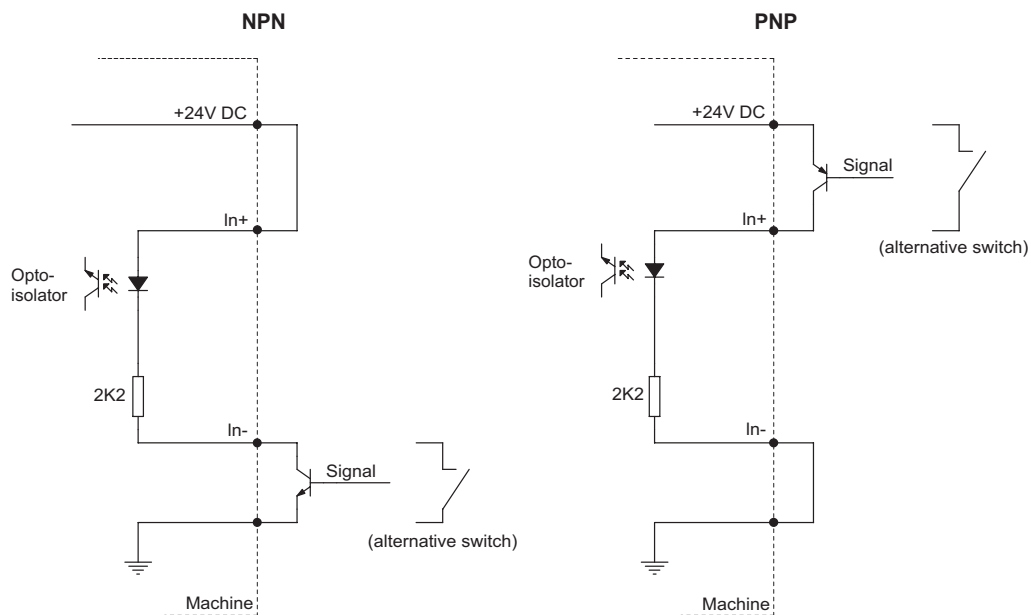 NPN
+24V DC
In+
Opto-
isolator
2K2
In-
Signal
(alternative switch)
Machine
PNP
+24V DC
Signal
In+
(alternative switch)
Opto-
isolator
2K2
In-
Machine